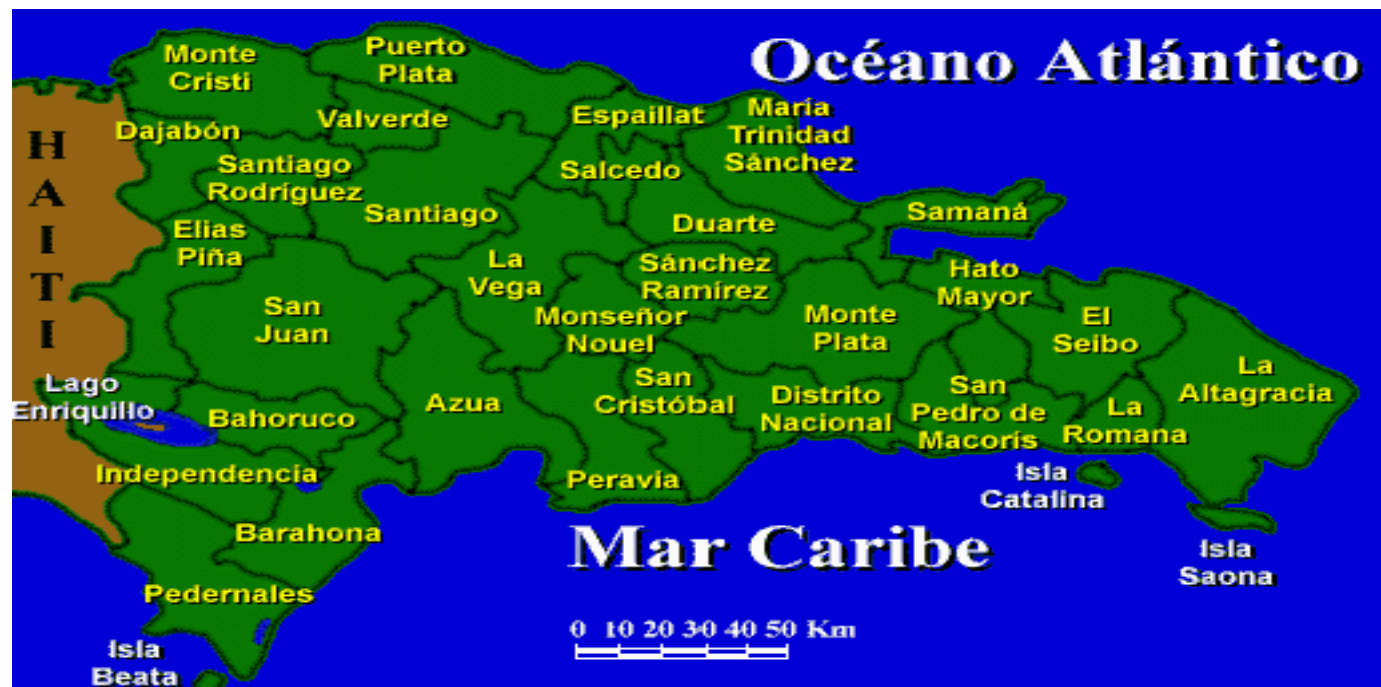 Océano Atlántico
Monte
Cristi
Puerto
Plata
Espaillat
María
Trinidad
Sánchez
Valverde
Dajabón
HAITI
Santiago
Rodríguez
Salcedo
Santiago
Duarte
Samaná
Elias
Piña
La
Vega
Sánchez
Ramírez
Hato
Mayor
San
Juan
Monseñor
Nouel
Monte
Plata
El
Seibo
La
Altagracia
Lago
Enriquillo
Bahoruco
Azua
San
Cristóbal
Distrito
Nacional
San
Pedro de
Macorís
La
Romana
Independencia
Peravia
Isla
Catalina
Barahona
Mar Caribe
Isla
Saona
Pedernales
0 10 20 30 40 50 Km
Isla
Beata